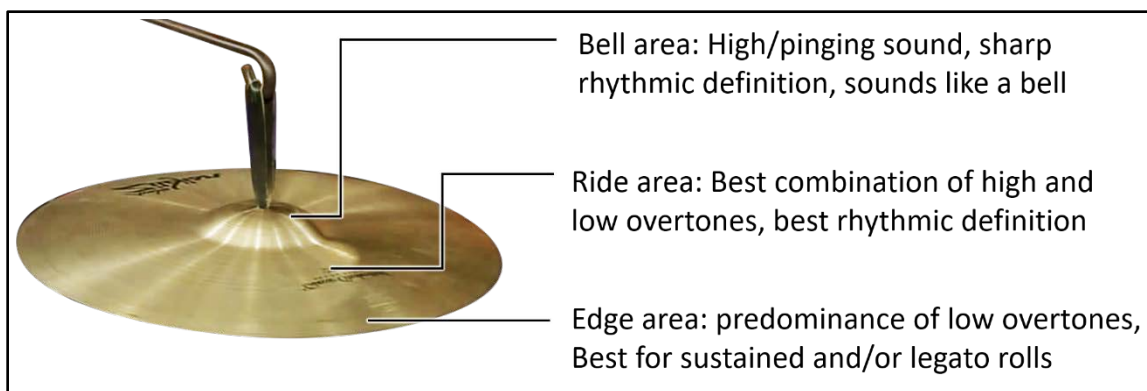 Bell area: High/pinging sound, sharp
rhythmic definition, sounds like a bell
Ride area: Best combination of high and
low overtones, best rhythmic definition
Edge area: predominance of low overtones,
Best for sustained and/or legato rolls